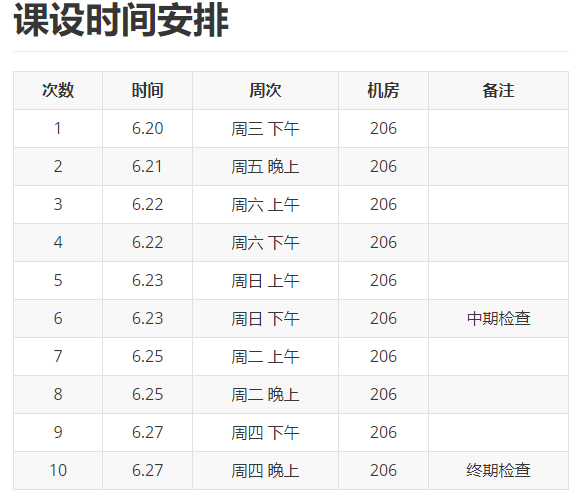 课设时间安排
次数 时间 周次 机房 备注
1 6.20 周三 下午 206
2 6.21 周五 晚上 206
3 6.22 周六 上午 206
4 6.22 周六 下午 206
5 6.23 周日 上午 206
6 6.23 周日 下午 206 中期检查
7 6.25 周二 上午 206
8 6.25 周二 晚上 206
9 6.27 周四 下午 206
10 6.27 周四 晚上 206 终期检查